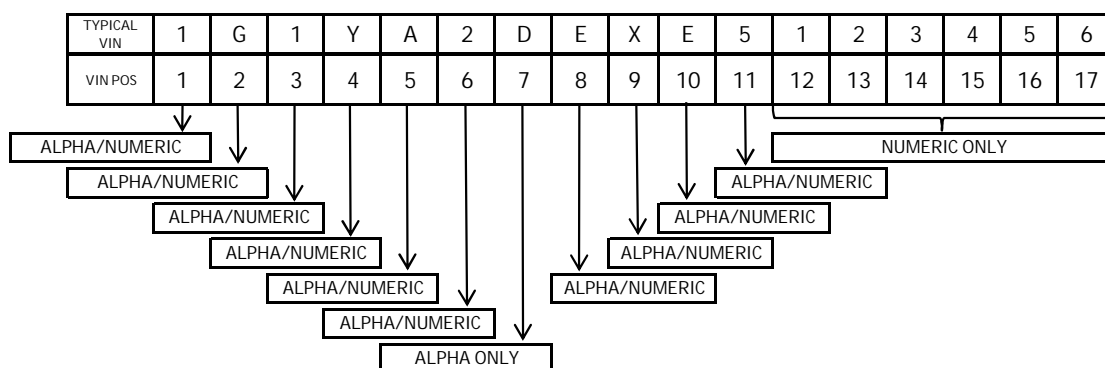 TYPICAL VIN 1 G 1 Y A 2 D E X E 5 1 2 3 4 5 6
VIN POS 1 2 3 4 5 6 7 8 9 10 11 12 13 14 15 16 17
ALPHA/NUMERIC NUMERIC ONLY
ALPHA/NUMERIC ALPHA/NUMERIC
ALPHA/NUMERIC ALPHA/NUMERIC
ALPHA/NUMERIC ALPHA/NUMERIC
ALPHA/NUMERIC ALPHA/NUMERIC
ALPHA/NUMERIC
ALPHA ONLY